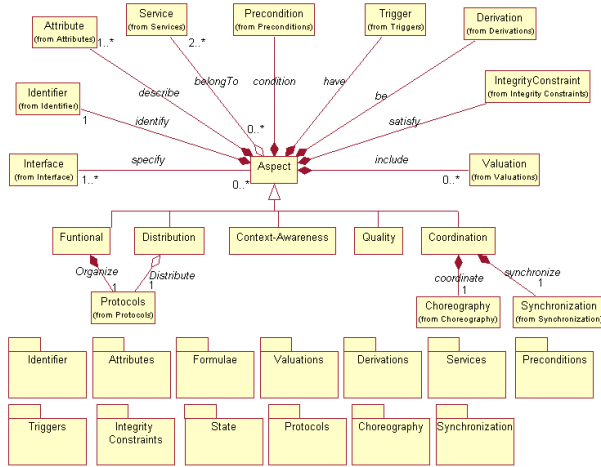 Service
(from Services)
Precondition
(from Preconditions)
Trigger
(from Triggers)
Derivation
(from Derivations)
Attribute
(from Attributes)
1..*
2..*
belongTo
condition
have
be
describe
Identifier
(from Identifier)
1
identify
IntegrityConstraint
(from Integrity Constraints)
satisfy
0..*
Interface
(from Interface)
1..*
specify
0..*
Aspect
include
0..*
Valuation
(from Valuations)
Funtional
Distribution
Context-Awareness
Quality
Coordination
Organize
1
Distribute
1
coordinate
1
synchronize
1
Protocols
(from Protocols)
Choreography
(from Choreography)
Synchronization
(from Synchronization)
Identifier
Attributes
Formulae
Valuations
Derivations
Services
Preconditions
Triggers
Integrity
Constraints
State
Protocols
Choreography
Synchronization